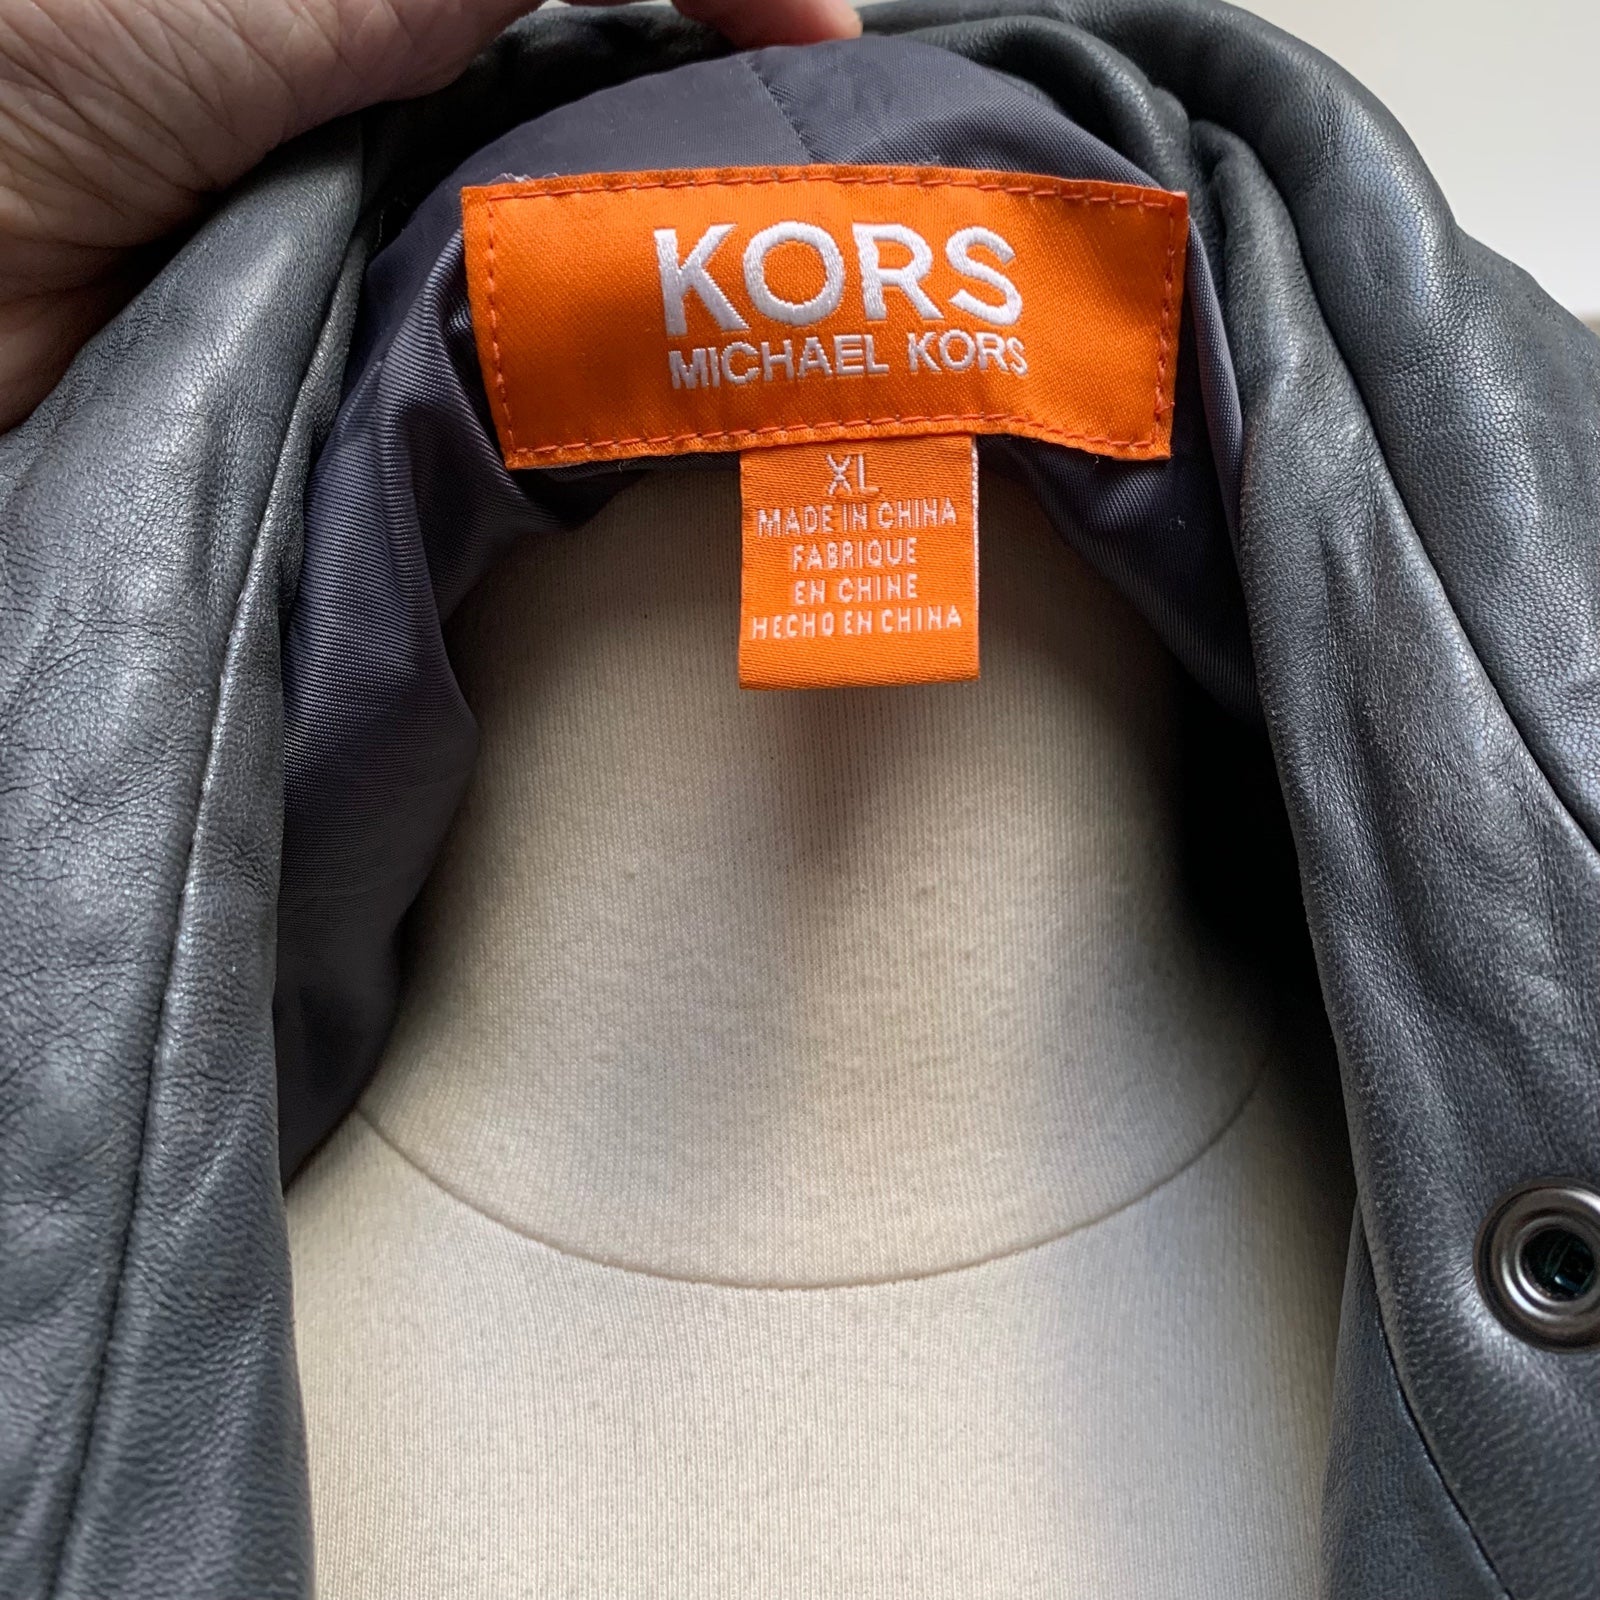 KORS
MICHAEL KORS
XL
MADE IN CHINA
FABRIQUE
EN CHINE
HECHO EN CHINA